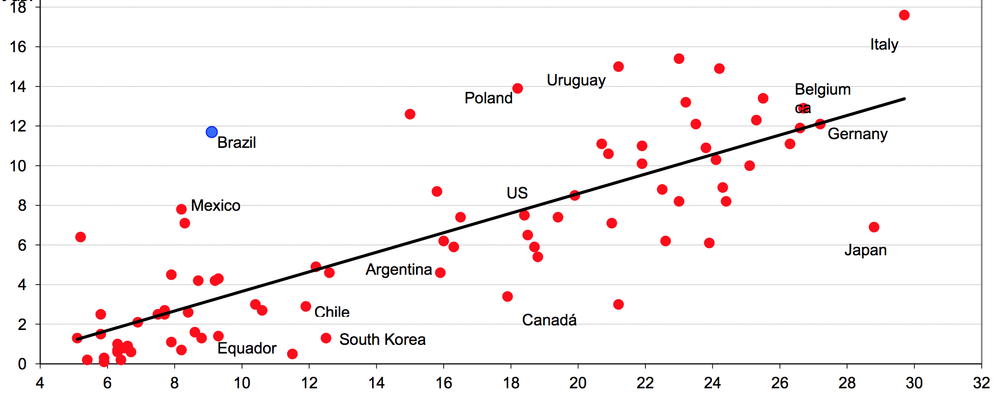 18
Italy
16
Uruguay
Belgium
14
Poland
ca
12
Gernany
Brazil
10
US
Mexico
8
6
Japan
Argentina
4
Chile
Canadá
2
South Korea
Equador
0
4 6 8 10 12 14 16 18 20 22 24 26 28 30 32